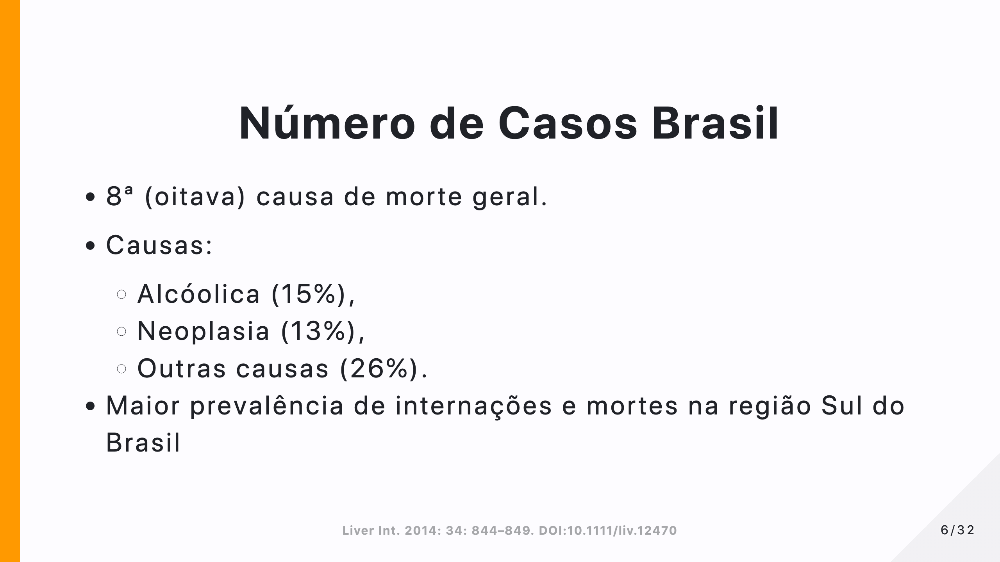 Número de Casos Brasil
• 8ª (oitava) causa de morte geral.
• Causas:
○ Alcóolica (15%),
○ Neoplasia (13%),
○ Outras causas (26%).
• Maior prevalência de internações e mortes na região Sul do
Brasil
Liver Int. 2014: 34: 844–849. DOI:10.1111/liv.12470
6/32